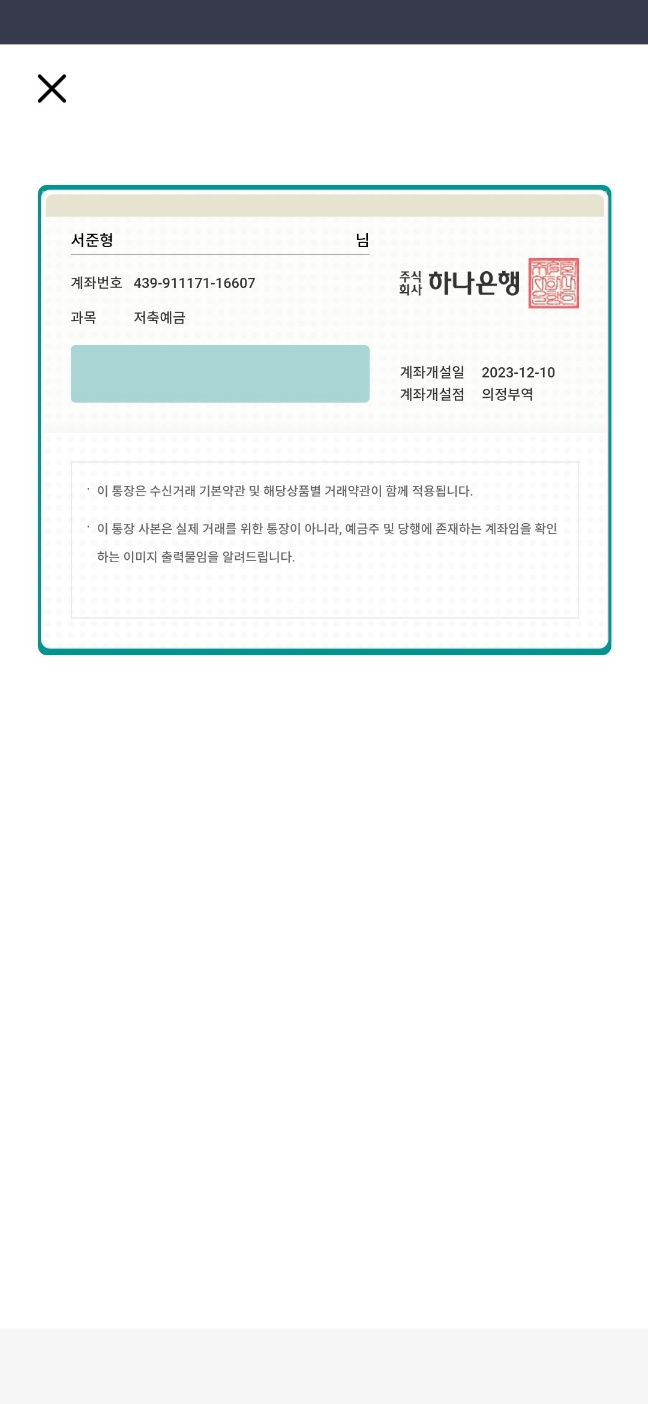 서준형 님
계좌번호 439-911171-16607
과목 저축예금
주식
회사 하나은행
계좌개설일 2023-12-10
계좌개설점 의정부역
· 이 통장은 수신거래 기본약관 및 해당상품별 거래약관이 함께 적용됩니다.
· 이 통장 사본은 실제 거래를 위한 통장이 아니라, 예금주 및 당행에 존재하는 계좌임을 확인
하는 이미지 출력물임을 알려드립니다.